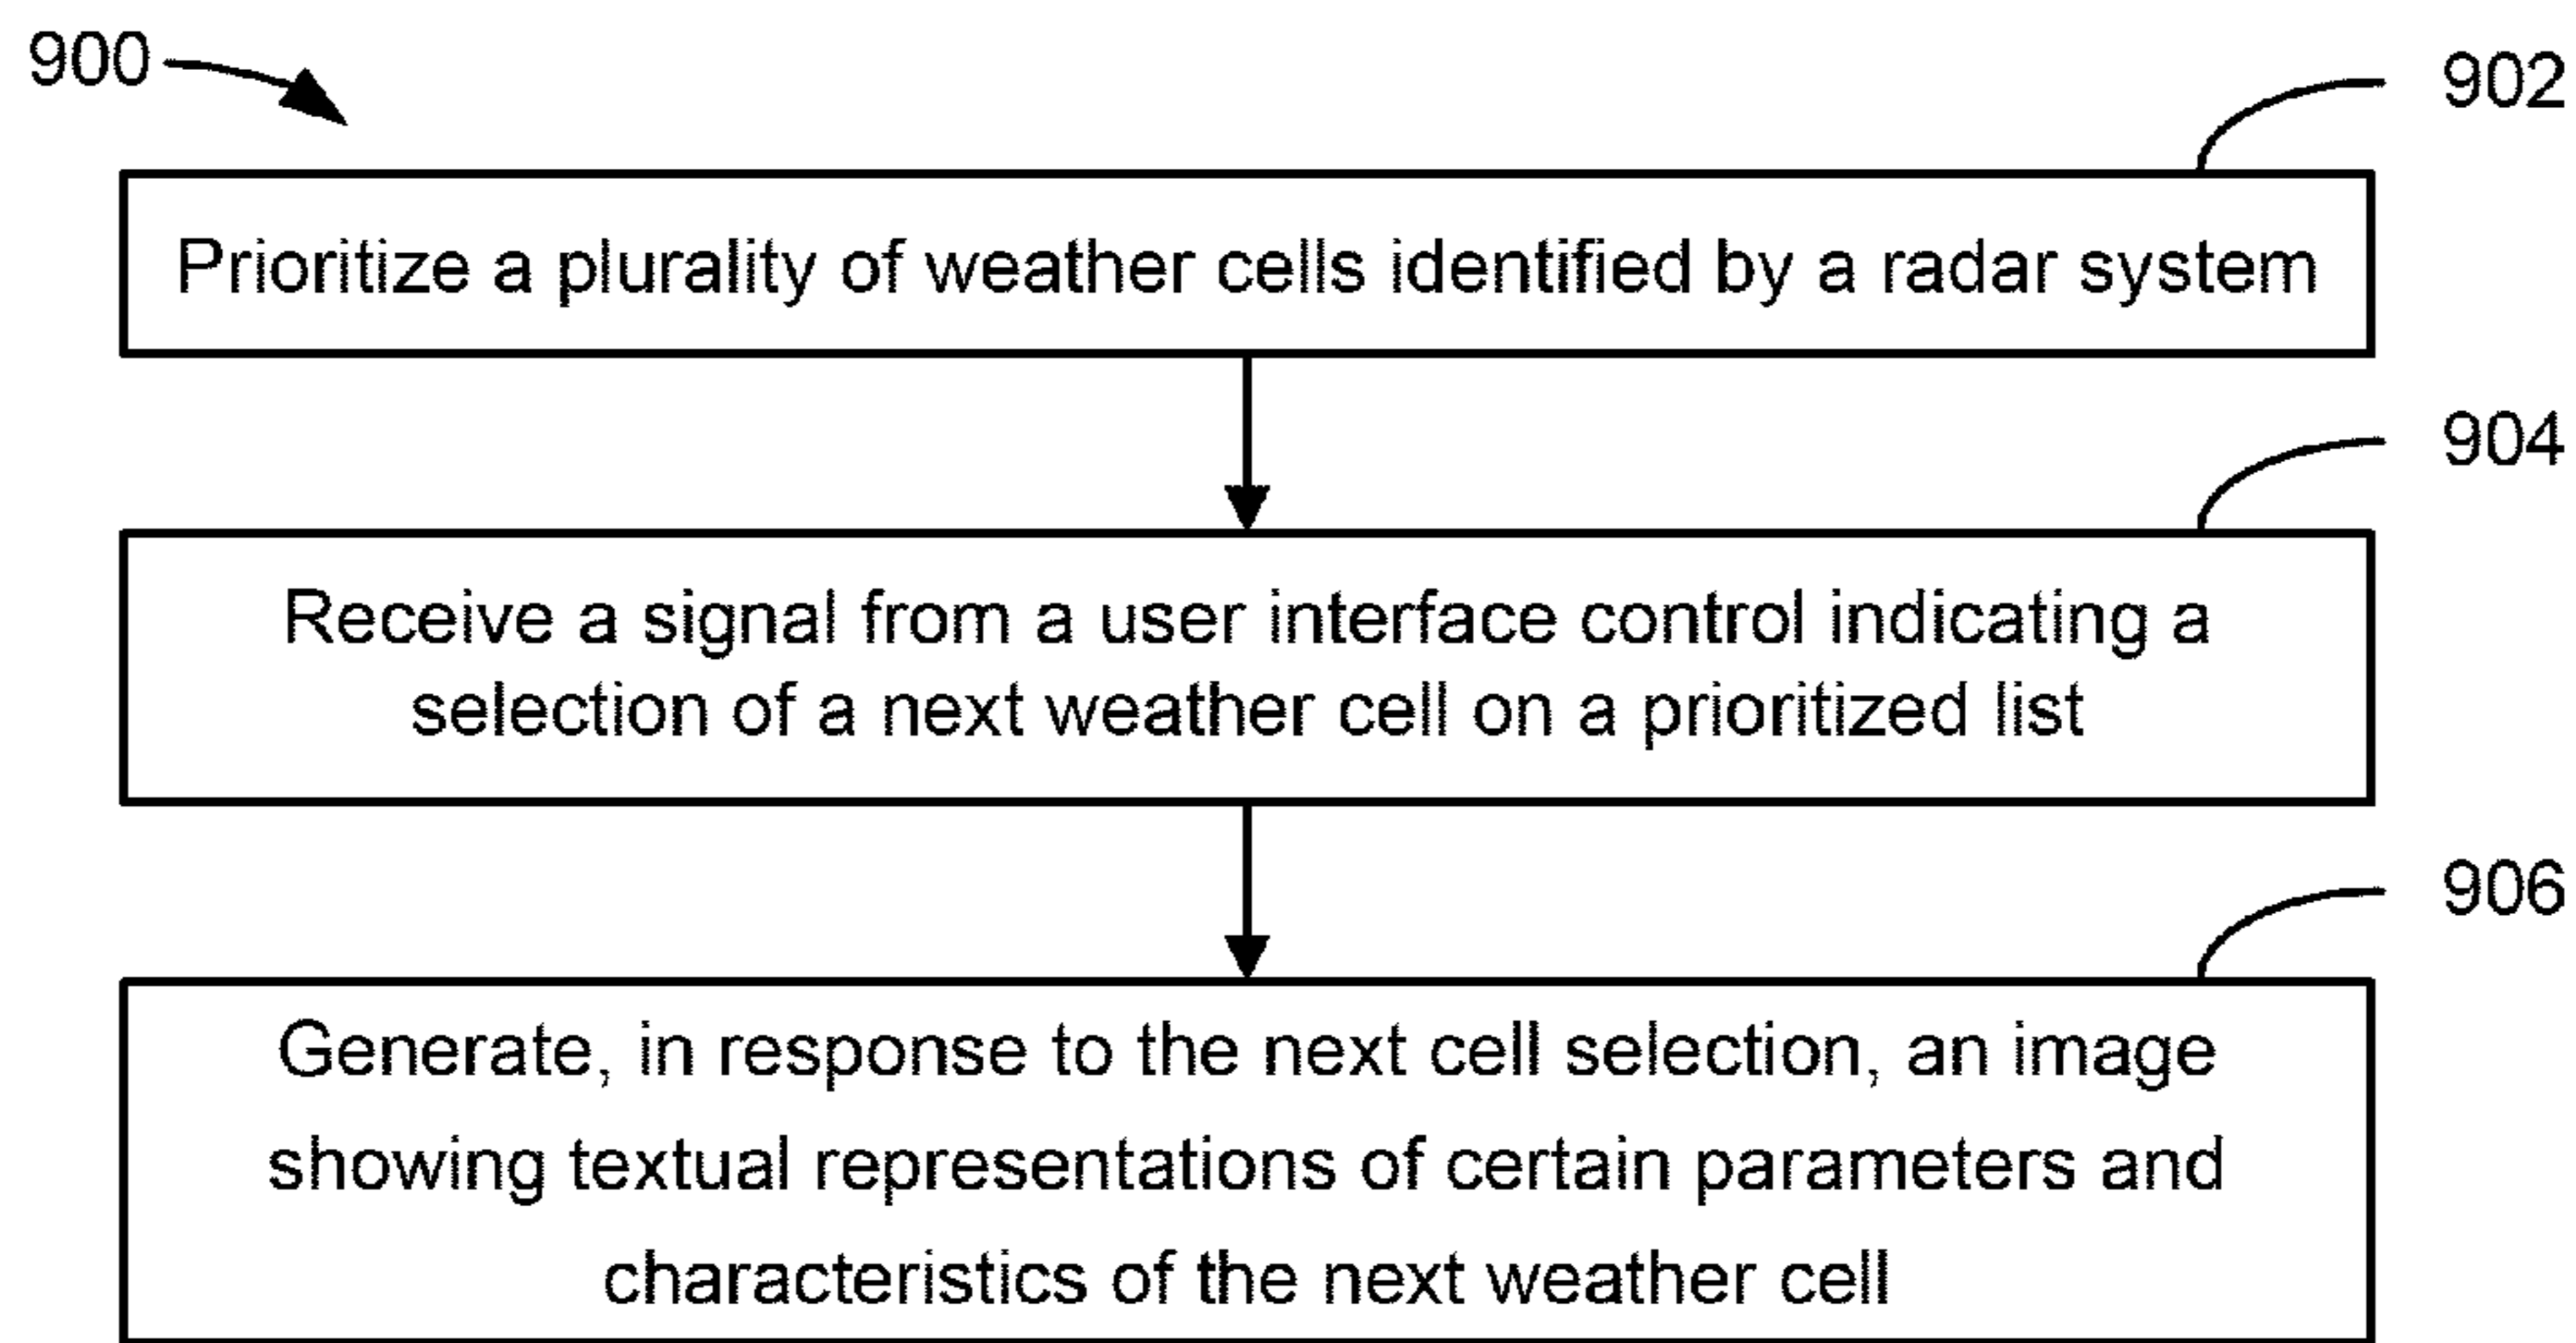 900
902
Prioritize a plurality of weather cells identified by a radar system
904
Receive a signal from a user interface control indicating a
selection of a next weather cell on a prioritized list
906
Generate, in response to the next cell selection, an image
showing textual representations of certain parameters and
characteristics of the next weather cell